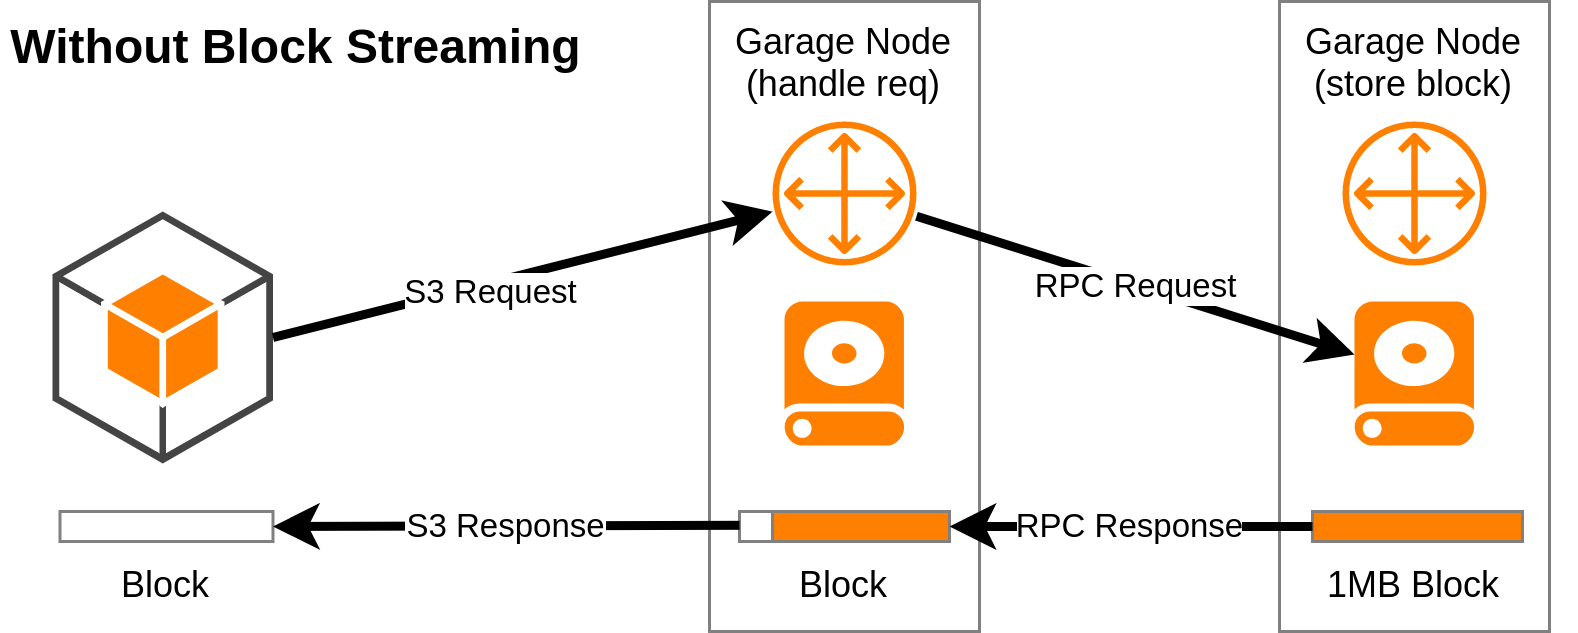 Without Block Streaming
Garage Node
(handle req)
Garage Node
(store block)
S3 Request
RPC Request
S3 Response
RPC Response
Block
Block
1MB Block